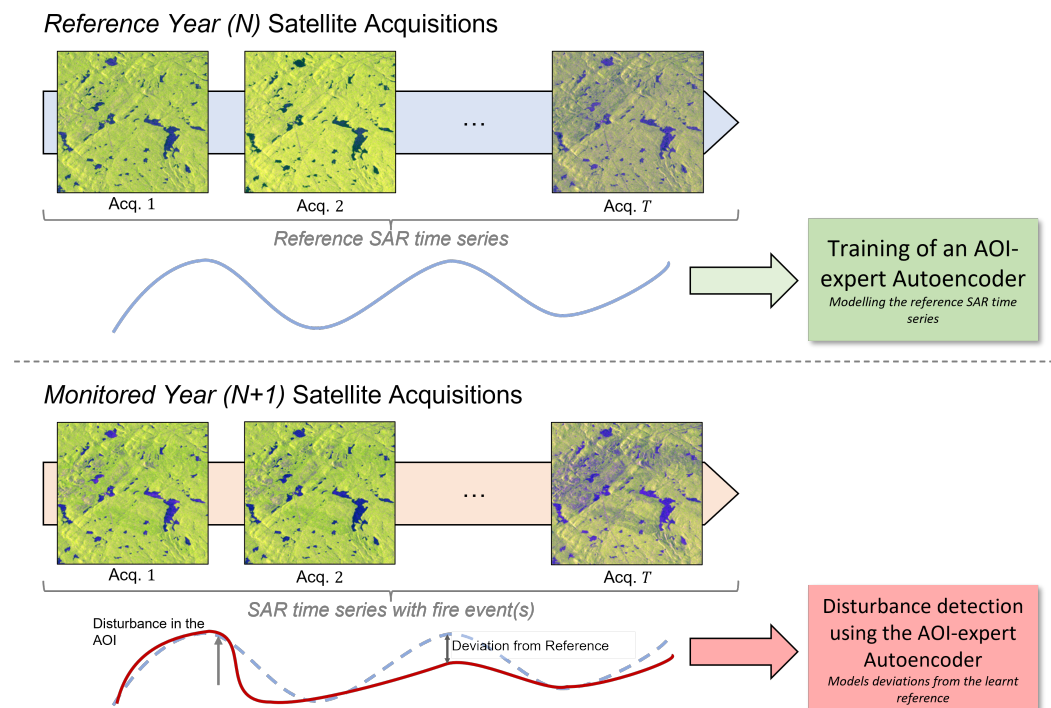 Reference Year (N) Satellite Acquisitions
...
Acq. 1
Acq. 2
Acq. T
Reference SAR time series
Training of an AOI-
expert Autoencoder
Modelling the reference SAR time
series
Monitored Year (N+1) Satellite Acquisitions
...
Acq. 1
Acq. 2
Acq. T
SAR time series with fire event(s)
Disturbance in the
AOI
Deviation from Reference
Disturbance detection
using the AOI-expert
Autoencoder
Models deviations from the learnt
reference